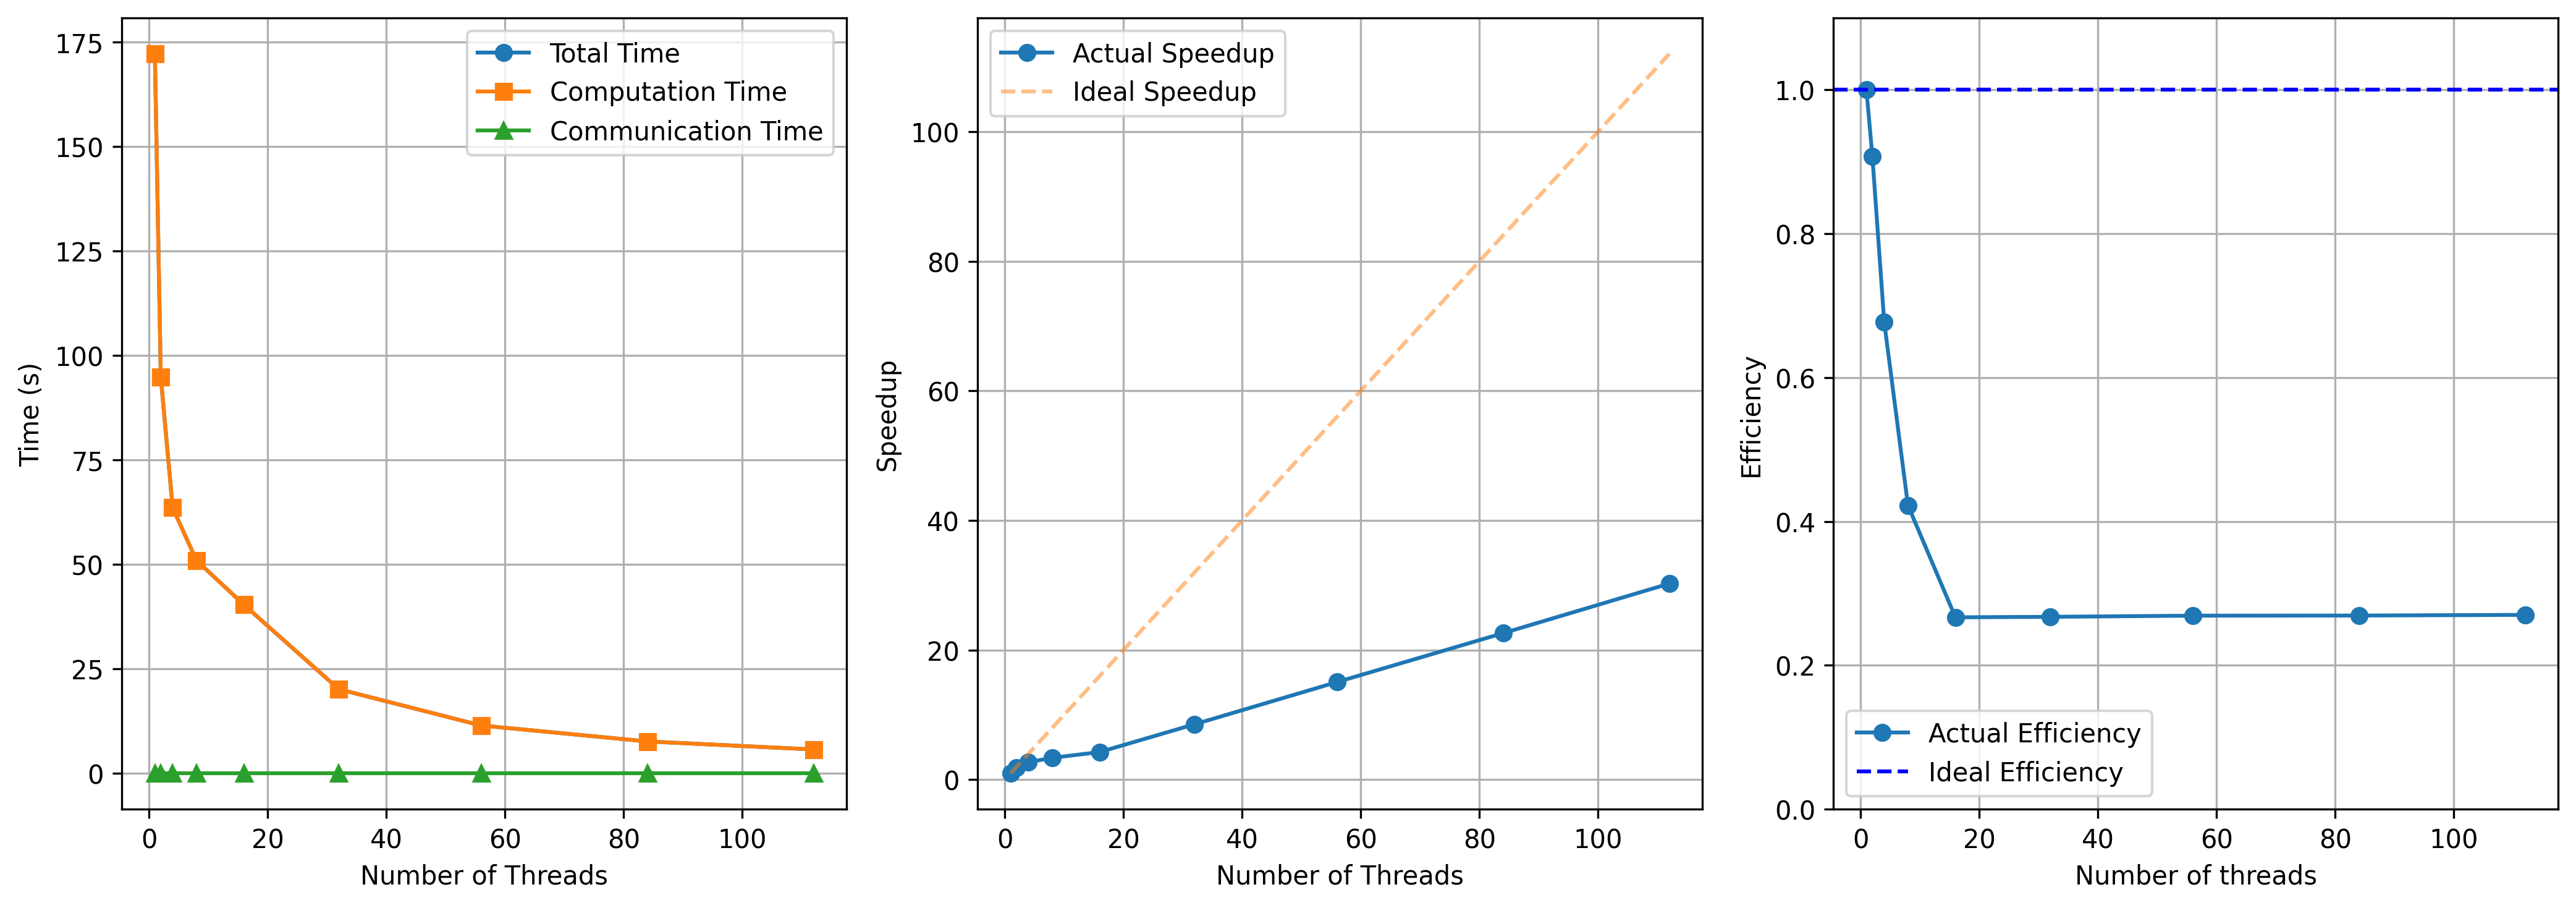 Time (s)
175
150
125
100
75
50
25
0
0 20 40 60 80 100
Number of Threads
Total Time
Computation Time
Communication Time
Speedup
100
80
60
40
20
0
0 20 40 60 80 100
Number of Threads
Actual Speedup
Ideal Speedup
Efficiency
1.0
0.8
0.6
0.4
0.2
0.0
0 20 40 60 80 100
Number of threads
Actual Efficiency
Ideal Efficiency